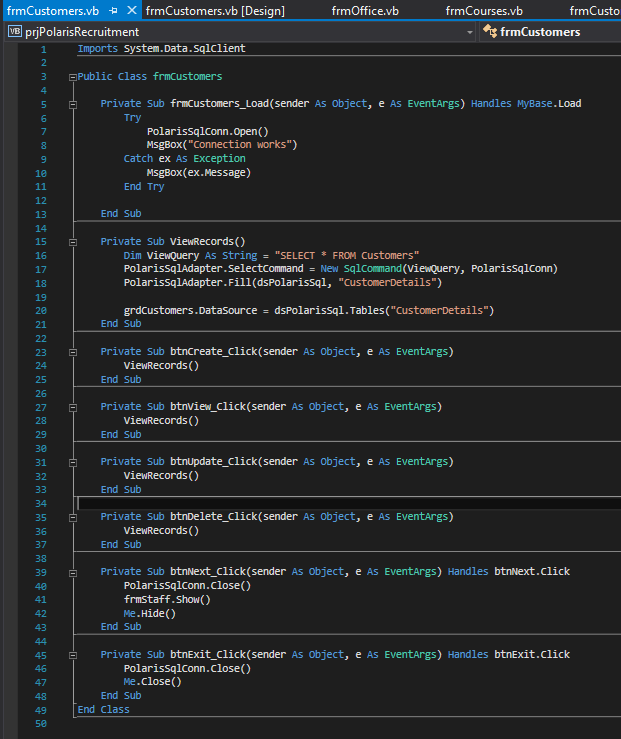 frmCustomers.vb frmCustomers.vb [Design] frmOffice.vb frmCourses.vb frmCusto
VB prjPolarisRecruitment frmCustomers
1 Imports System.Data.SqlClient
2
3 Public Class frmCustomers
4
5 Private Sub frmCustomers_Load(sender As Object, e As EventArgs) Handles MyBase.Load
6 Try
7 PolarisSqlConn.Open()
8 MsgBox("Connection works")
9 Catch ex As Exception
10 MsgBox(ex.Message)
11 End Try
12
13 End Sub
14
15 Private Sub ViewRecords()
16 Dim ViewQuery As String = "SELECT * FROM Customers"
17 PolarisSqlAdapter.SelectCommand = New SqlCommand(ViewQuery, PolarisSqlConn)
18 PolarisSqlAdapter.Fill(dsPolarisSql, "CustomerDetails")
19
20 grdCustomers.DataSource = dsPolarisSql.Tables("CustomerDetails")
21 End Sub
22
23 Private Sub btnCreate_Click(sender As Object, e As EventArgs)
24 ViewRecords()
25 End Sub
26
27 Private Sub btnView_Click(sender As Object, e As EventArgs)
28 ViewRecords()
29 End Sub
30
31 Private Sub btnUpdate_Click(sender As Object, e As EventArgs)
32 ViewRecords()
33 End Sub
34
35 Private Sub btnDelete_Click(sender As Object, e As EventArgs)
36 ViewRecords()
37 End Sub
38
39 Private Sub btnNext_Click(sender As Object, e As EventArgs) Handles btnNext.Click
40 PolarisSqlConn.Close()
41 frmStaff.Show()
42 Me.Hide()
43 End Sub
44
45 Private Sub btnExit_Click(sender As Object, e As EventArgs) Handles btnExit.Click
46 PolarisSqlConn.Close()
47 Me.Close()
48 End Sub
49 End Class
50